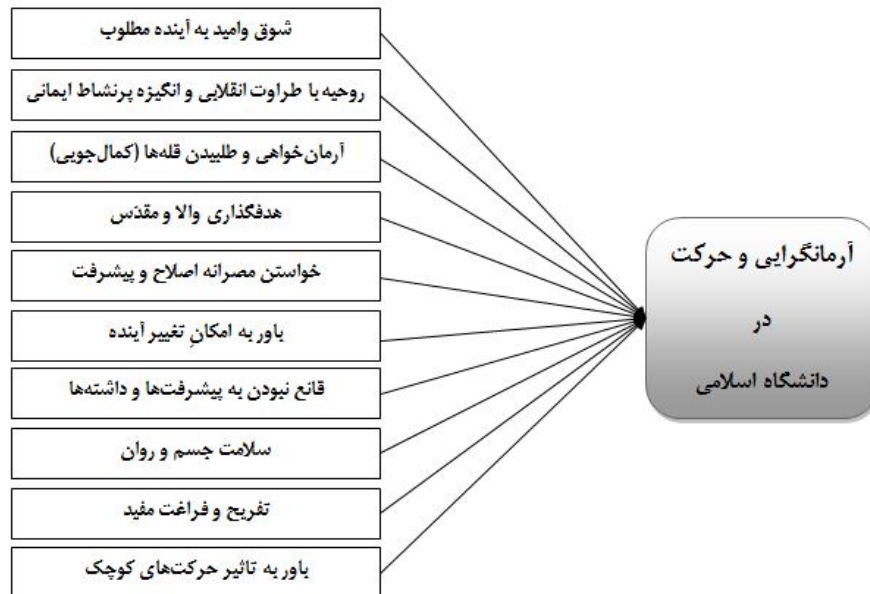 شوق وامید به آینده مطلوب
روحیه با طراوت انقلابی و انگیزه پرنشاط ایمانی
آرمان‌خواهی و طلبیدن قله‌ها (کمال‌جویی)
هدفگذاری والا و مقدّس
خواستن مصرانه اصلاح و پیشرفت
باور به امکانِ تغییر آینده
قانع نبودن به پیشرفت‌ها و داشته‌ها
سلامت جسم و روان
تفریح و فراغت مفید
باور به تاثیر حرکت‌های کوچک
آرمانگرایی و حرکت
در
دانشگاه اسلامی